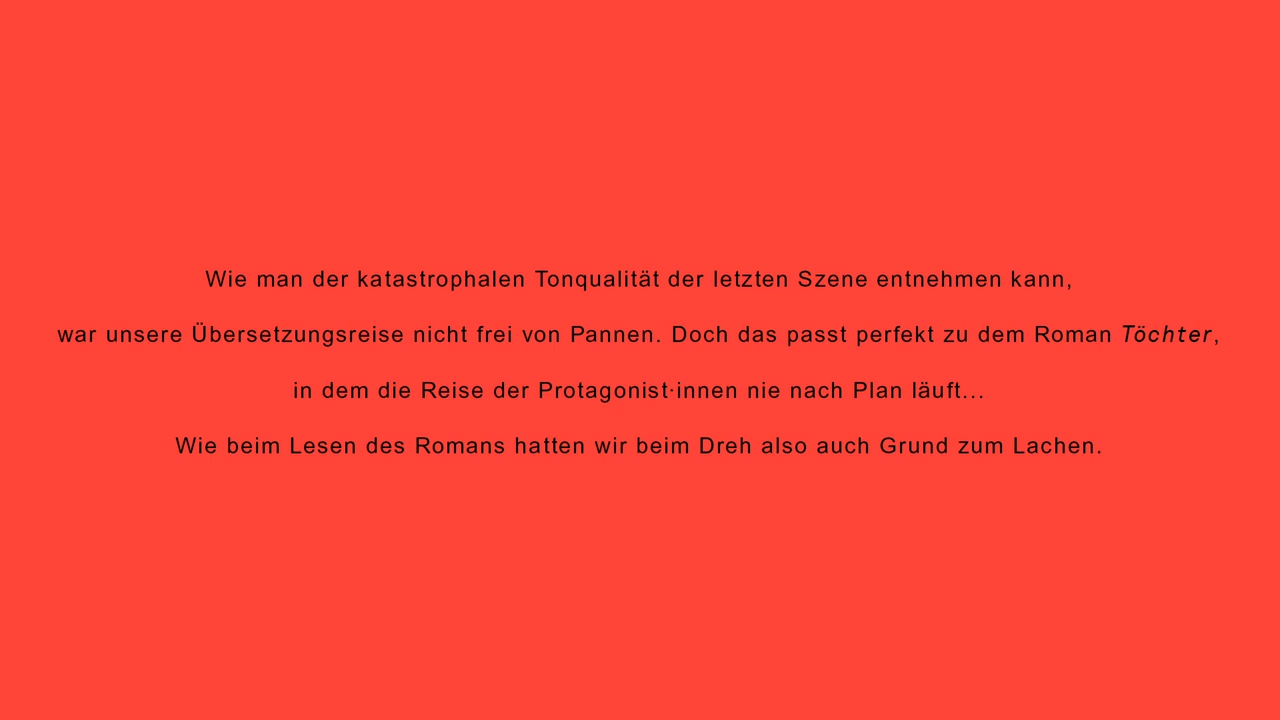 Wie man der katastrophalen Tonqualität der letzten Szene entnehmen kann,
war unsere Übersetzungsreise nicht frei von Pannen. Doch das passt perfekt zu dem Roman Töchter,
in dem die Reise der Protagonist·innen nie nach Plan läuft...
Wie beim Lesen des Romans hatten wir beim Dreh also auch Grund zum Lachen.